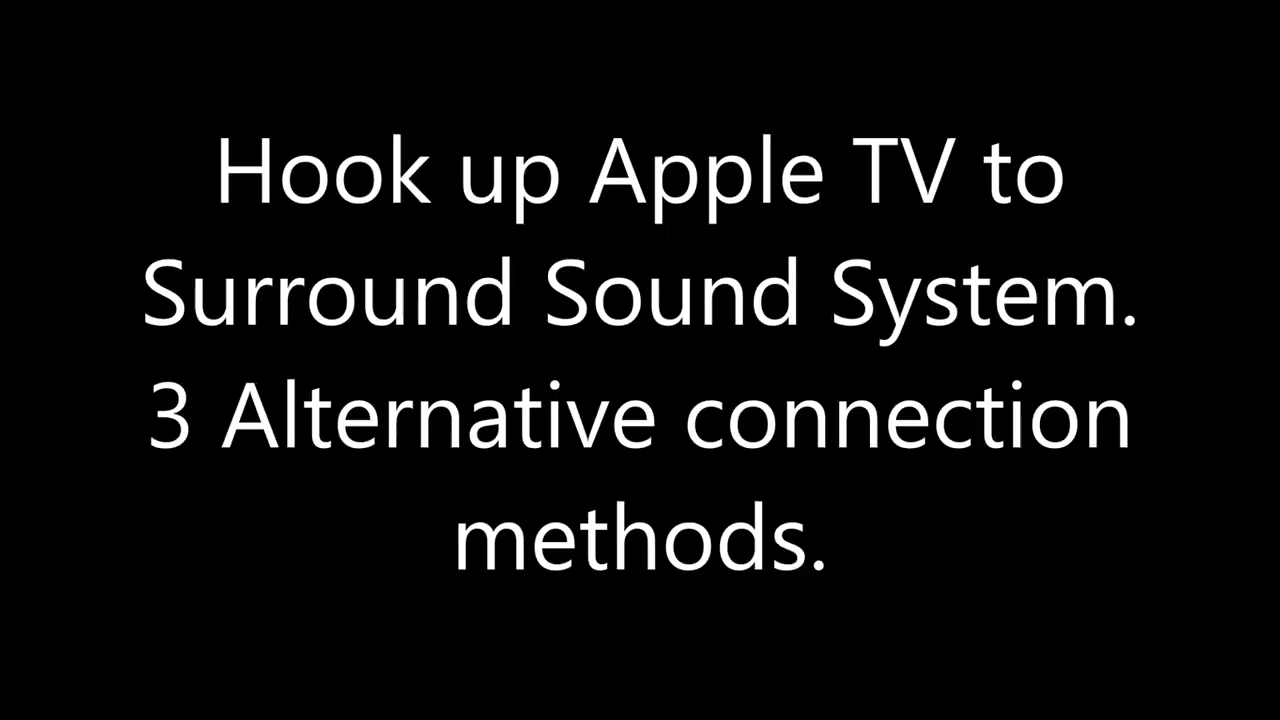 Hook up Apple TV to
Surround Sound System.
3 Alternative connection
methods.